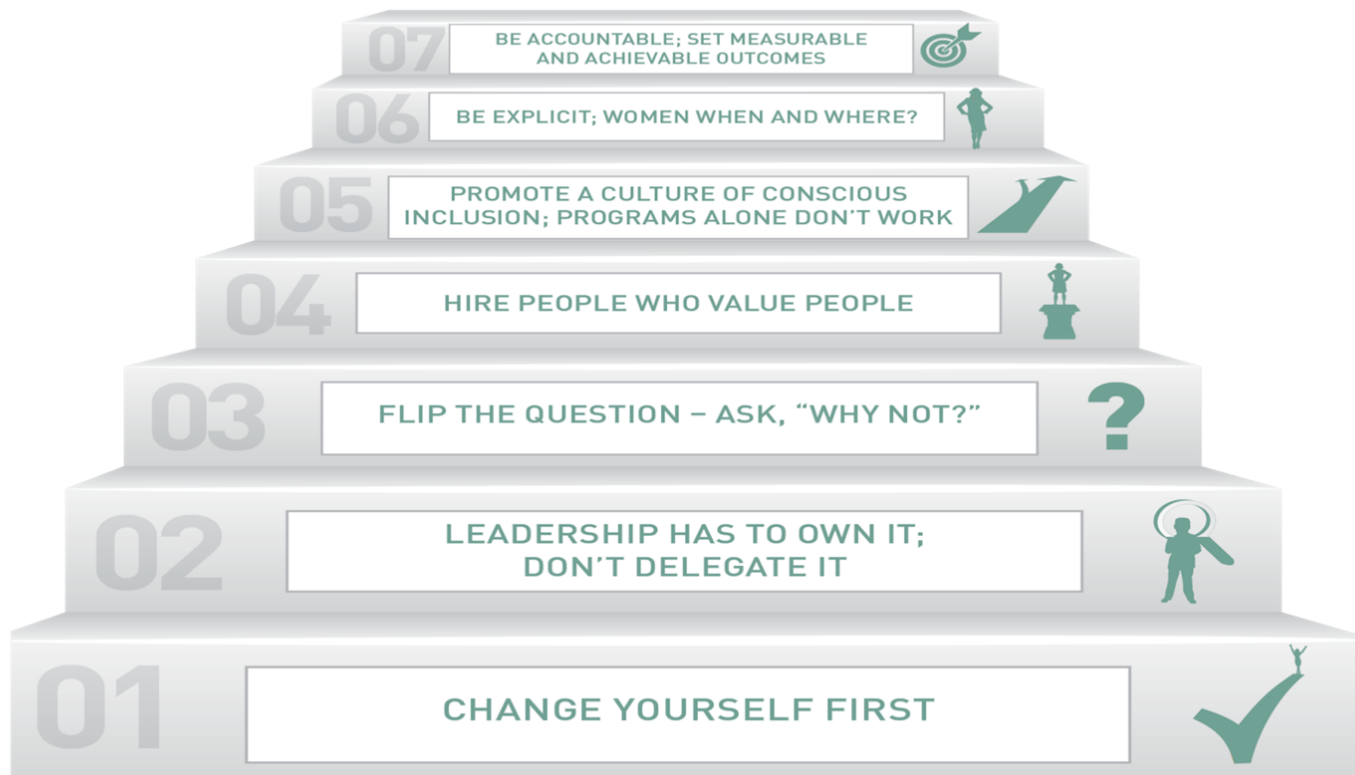 07
BE ACCOUNTABLE; SET MEASURABLE
AND ACHIEVABLE OUTCOMES
06
BE EXPLICIT; WOMEN WHEN AND WHERE?
05
PROMOTE A CULTURE OF CONSCIOUS
INCLUSION; PROGRAMS ALONE DON'T WORK
04
HIRE PEOPLE WHO VALUE PEOPLE
03
FLIP THE QUESTION – ASK, “WHY NOT?”
?
02
LEADERSHIP HAS TO OWN IT;
DON'T DELEGATE IT
01
CHANGE YOURSELF FIRST